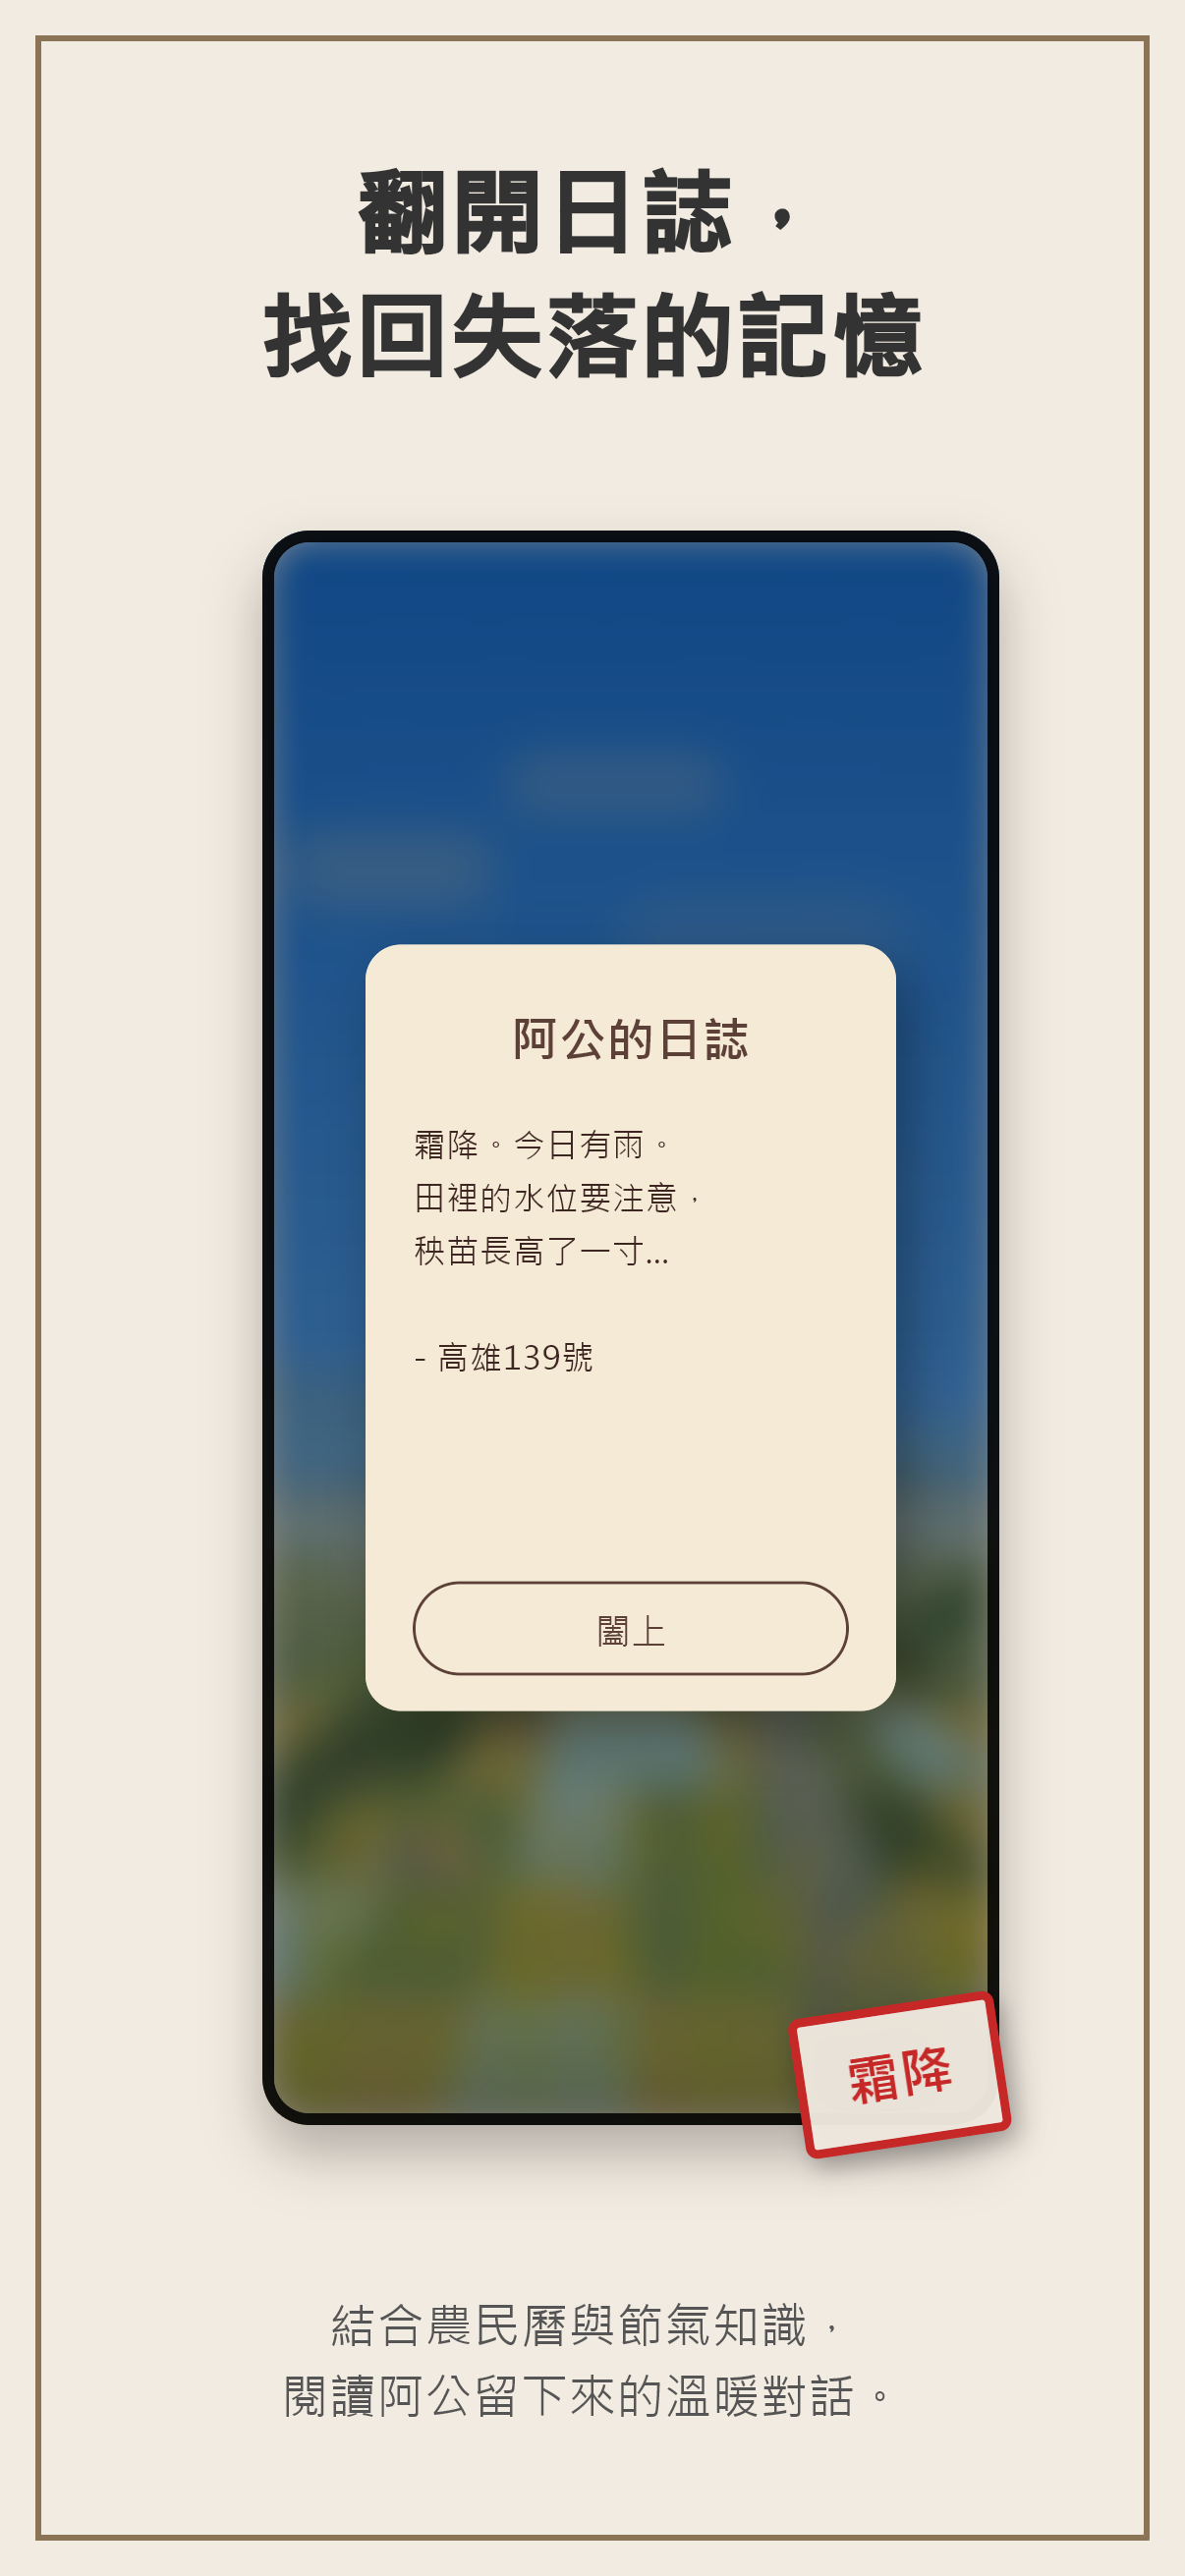 翻開日誌，
找回失落的記憶
阿公的日誌
霜降。今日有雨。
田裡的水位要注意，
秧苗長高了一寸...
- 高雄139號
闔上
霜降
結合農民曆與節氣知識，
閱讀阿公留下來的溫暖對話。